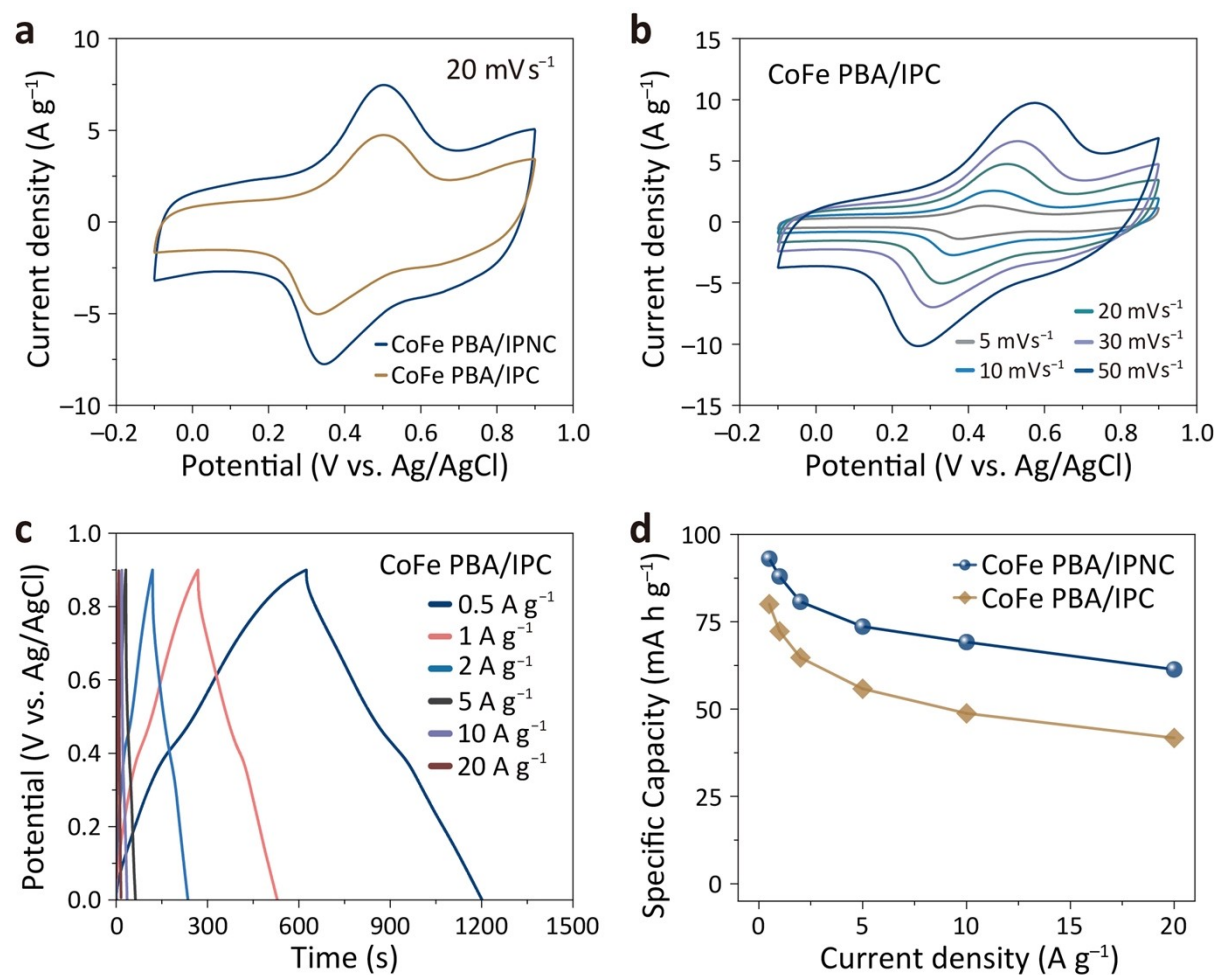 a
10
5
0
–5
–10
Current density (A g⁻¹)
20 mVs⁻¹
CoFe PBA/IPNC
CoFe PBA/IPC
–0.2 0.0 0.2 0.4 0.6 0.8 1.0
Potential (V vs. Ag/AgCl)
b
15
10
5
0
–5
–10
–15
Current density (A g⁻¹)
CoFe PBA/IPC
20 mVs⁻¹
5 mVs⁻¹ 30 mVs⁻¹
10 mVs⁻¹ 50 mVs⁻¹
–0.2 0.0 0.2 0.4 0.6 0.8 1.0
Potential (V vs. Ag/AgCl)
c
1.0
0.8
0.6
0.4
0.2
0.0
Potential (V vs. Ag/AgCl)
CoFe PBA/IPC
0.5 A g⁻¹
1 A g⁻¹
2 A g⁻¹
5 A g⁻¹
10 A g⁻¹
20 A g⁻¹
0 300 600 900 1200 1500
Time (s)
d
100
75
50
25
0
Specific Capacity (mA h g⁻¹)
CoFe PBA/IPNC
CoFe PBA/IPC
0 5 10 15 20
Current density (A g⁻¹)